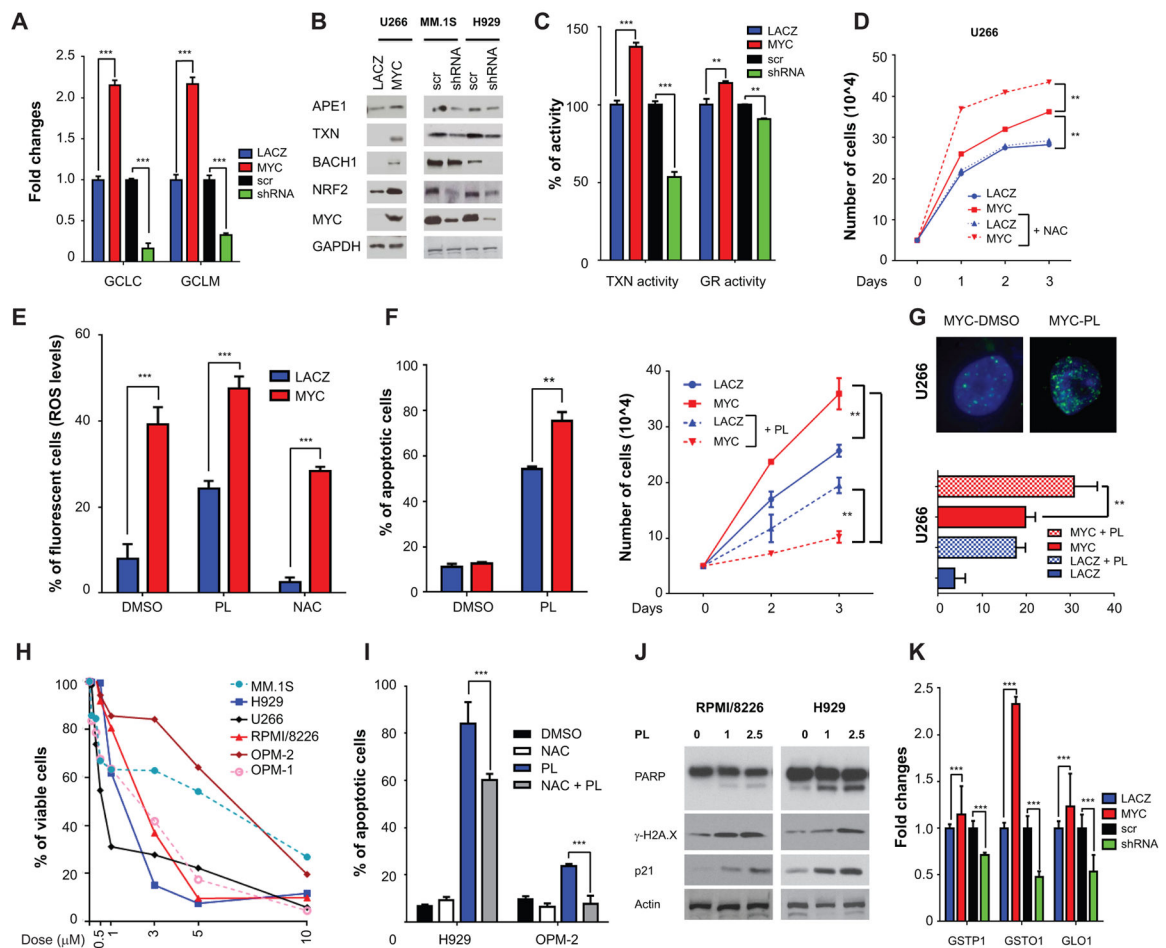 A
Fold changes
2.5
2.0
1.5
1.0
0.5
0
***
***
***
***
LACZ
MYC
scr
shRNA
GCLC
GCLM
B
U266
MM.1S
H929
LACZ
MYC
scr
shRNA
scr
shRNA
APE1
TXN
BACH1
NRF2
MYC
GAPDH
C
% of activity
150
100
50
0
***
***
**
**
LACZ
MYC
scr
shRNA
TXN activity
GR activity
D
U266
Number of cells (10^4)
50
40
30
20
10
0
**
**
LACZ
MYC
LACZ
MYC
+ NAC
Days
0 1 2 3
E
% of fluorescent cells (ROS levels)
60
40
20
0
***
***
***
LACZ
MYC
DMSO
PL
NAC
F
% of apoptotic cells
100
80
60
40
20
0
**
DMSO
PL
Number of cells (10^4)
40
30
20
10
0
LACZ
MYC
LACZ
MYC
+ PL
**
**
**
Days
0 2 3
G
MYC-DMSO
MYC-PL
U266
U266
**
MYC + PL
MYC
LACZ + PL
LACZ
0 10 20 30 40
H
% of viable cells
100
80
60
40
20
0
MM.1S
H929
U266
RPMI/8226
OPM-2
OPM-1
Dose (μM)
0.5 1 3 5 10
I
% of apoptotic cells
100
80
60
40
20
0
***
***
DMSO
NAC
PL
NAC + PL
H929
OPM-2
J
RPMI/8226
H929
PL
0 1 2.5
0 1 2.5
PARP
γ-H2A.X
p21
Actin
K
Fold changes
2.5
2.0
1.5
1.0
0.5
0
***
***
***
***
***
***
LACZ
MYC
scr
shRNA
GSTP1
GSTO1
GLO1